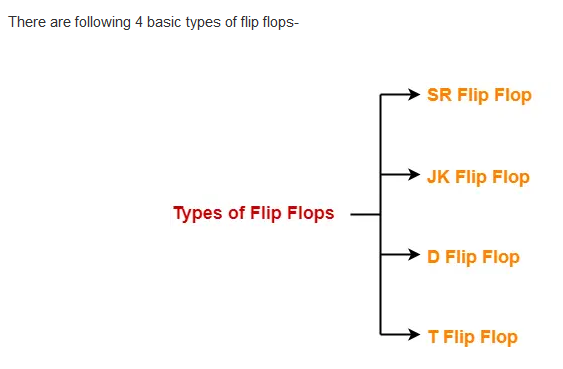 There are following 4 basic types of flip flops-
SR Flip Flop
JK Flip Flop
Types of Flip Flops
D Flip Flop
T Flip Flop